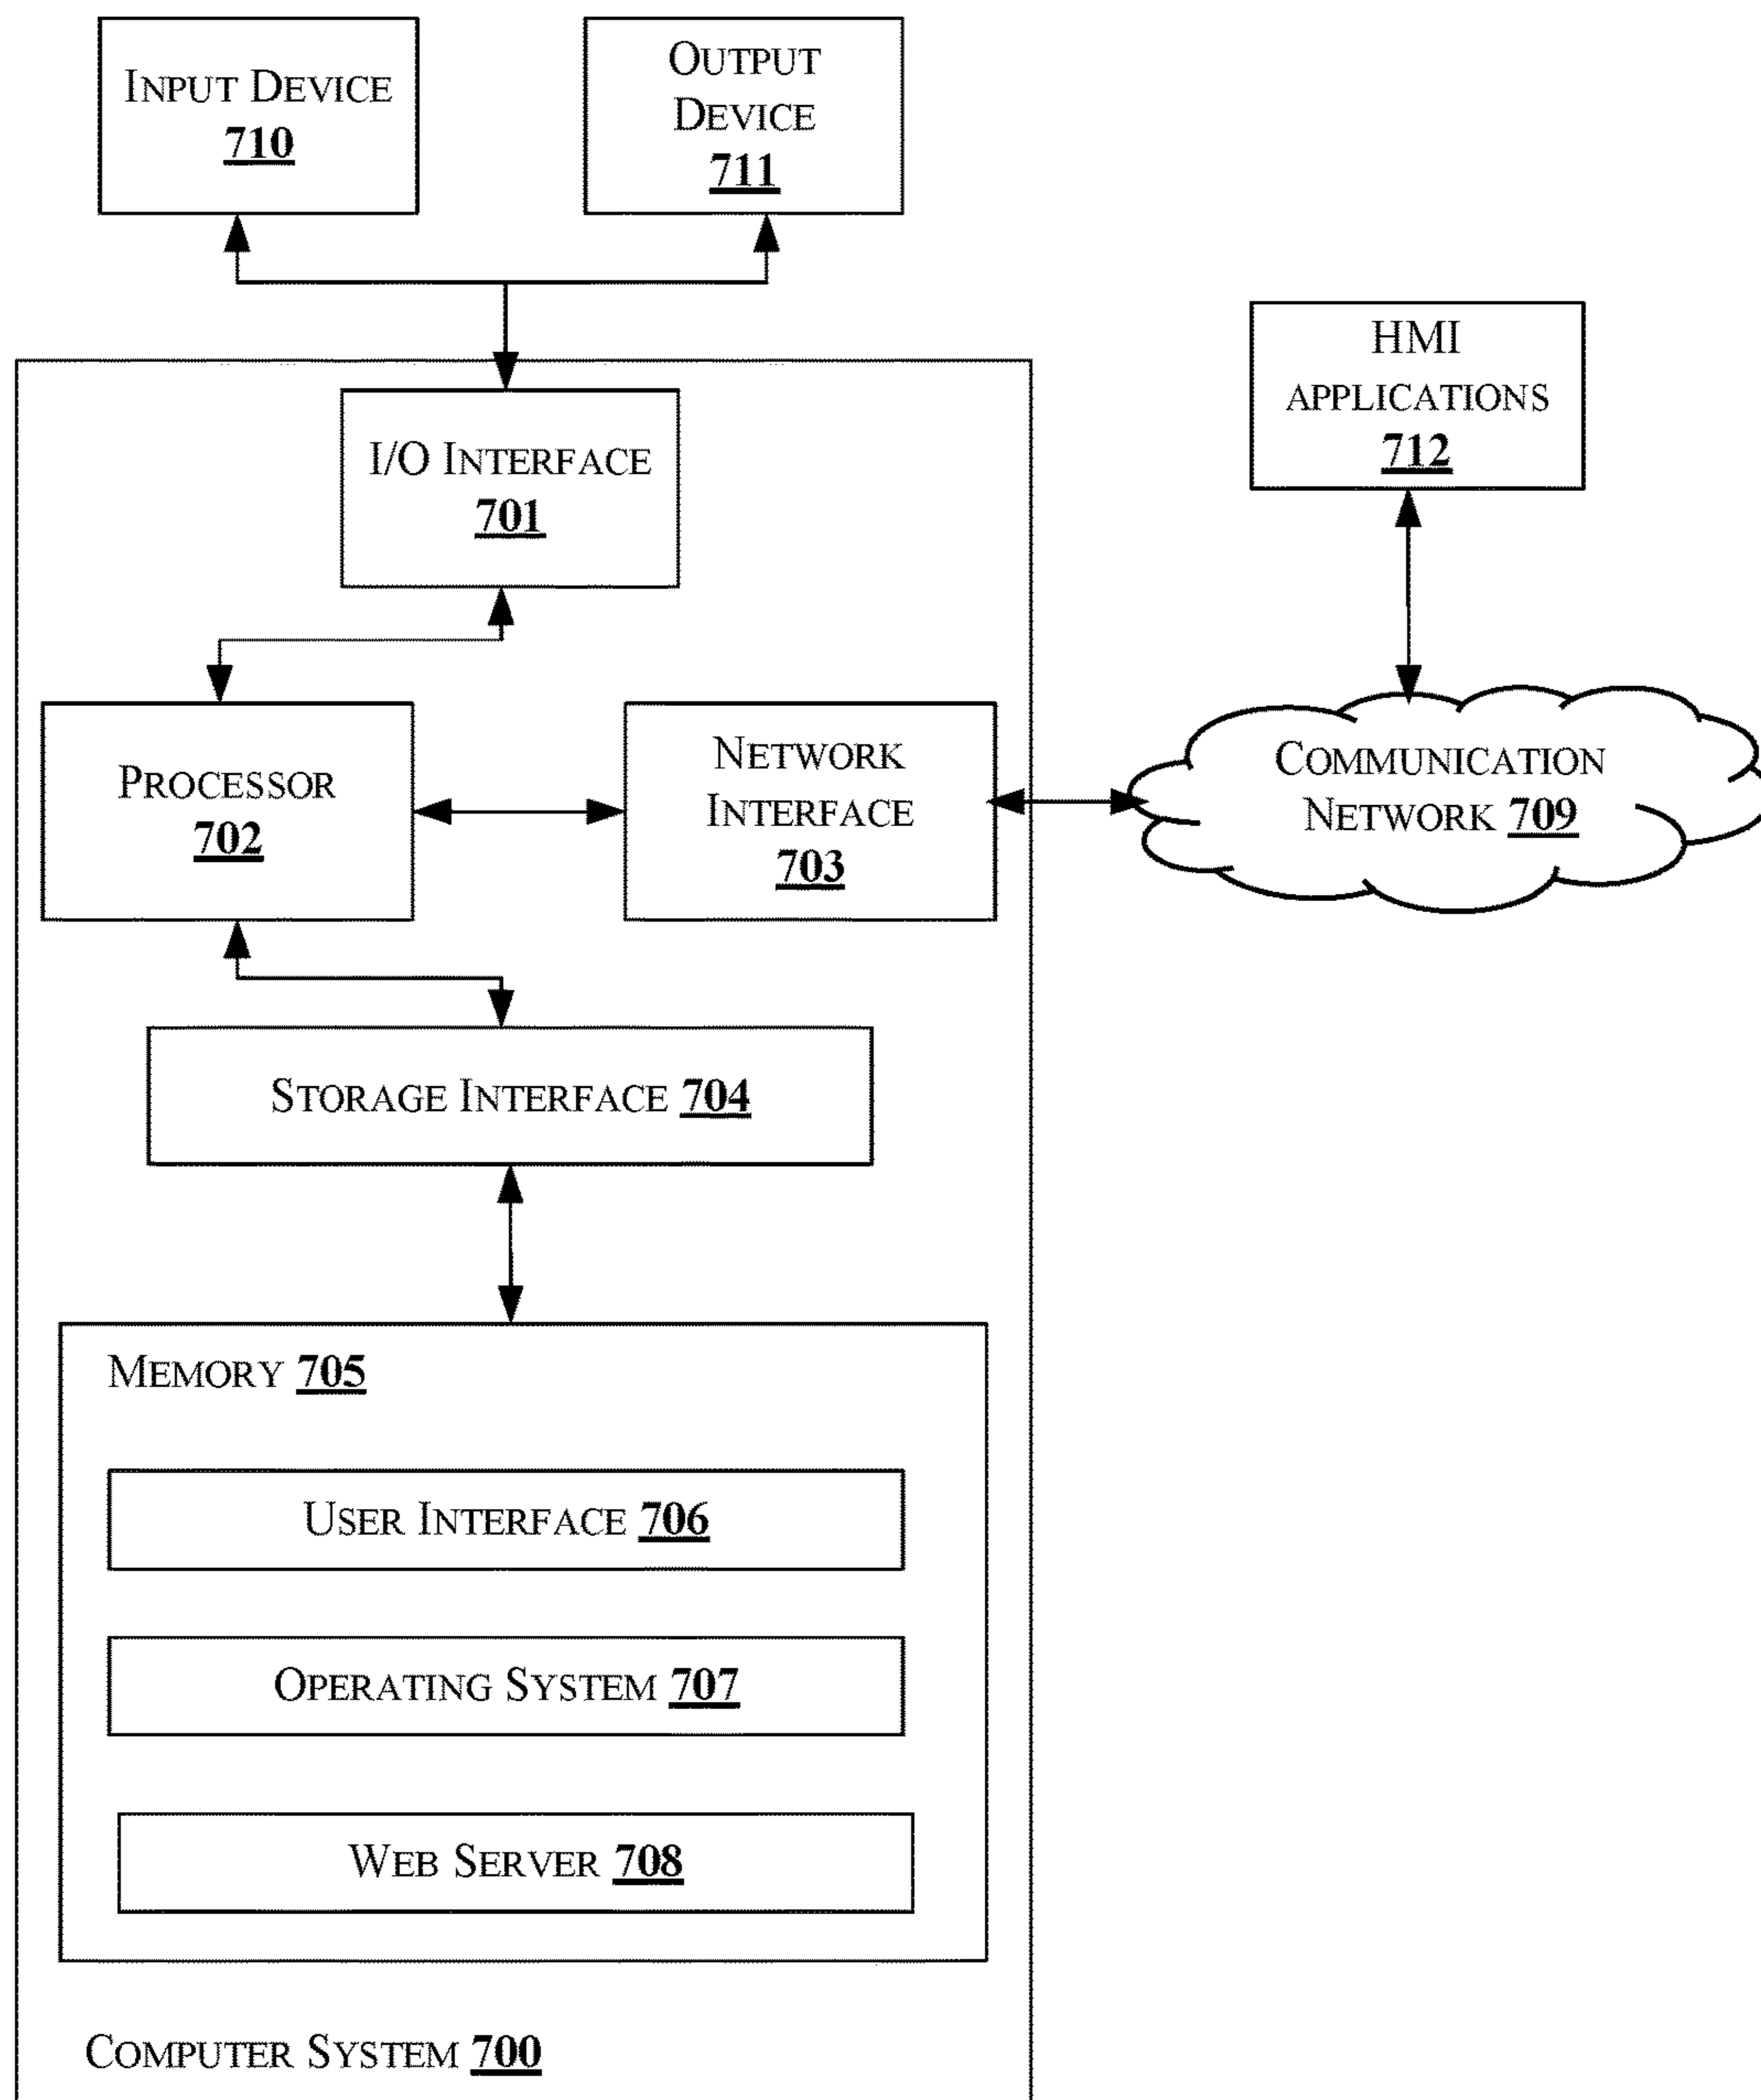 INPUT DEVICE
710
OUTPUT
DEVICE
711
HMI
APPLICATIONS
712
I/O INTERFACE
701
PROCESSOR
702
NETWORK
INTERFACE
703
COMMUNICATION
NETWORK 709
STORAGE INTERFACE 704
MEMORY 705
USER INTERFACE 706
OPERATING SYSTEM 707
WEB SERVER 708
COMPUTER SYSTEM 700